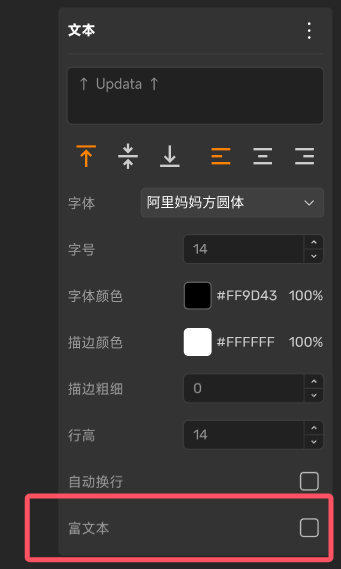 文本
↑ Updata ↑
字体 阿里妈妈方圆体
字号 14
字体颜色 #FF9D43 100%
描边颜色 #FFFFFF 100%
描边粗细 0
行高 14
自动换行
富文本